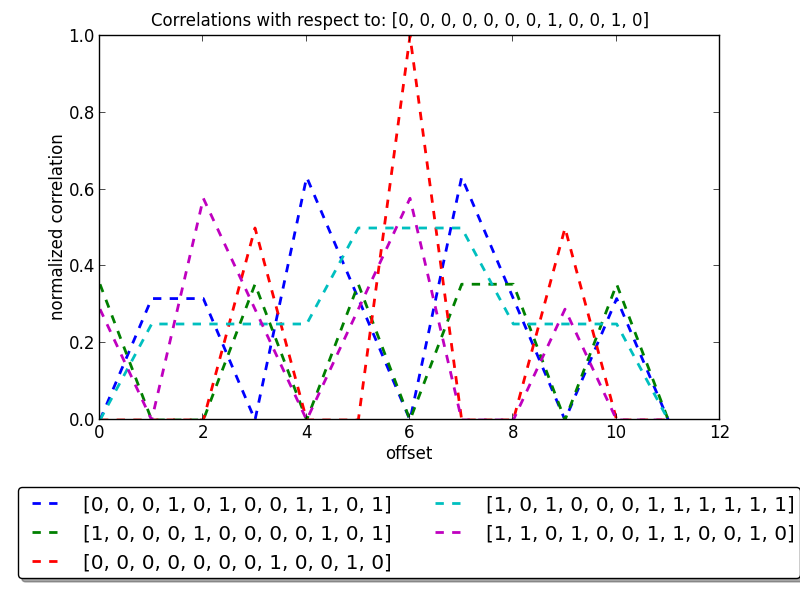 Correlations with respect to: [0, 0, 0, 0, 0, 0, 0, 1, 0, 0, 1, 0]
1.0
0.8
0.6
0.4
0.2
0.0
normalized correlation
0 2 4 6 8 10 12
offset
[0, 0, 0, 1, 0, 1, 0, 0, 1, 1, 0, 1]
[1, 0, 0, 0, 1, 0, 0, 0, 0, 1, 0, 1]
[0, 0, 0, 0, 0, 0, 0, 1, 0, 0, 1, 0]
[1, 0, 1, 0, 0, 0, 1, 1, 1, 1, 1, 1]
[1, 1, 0, 1, 0, 0, 1, 1, 0, 0, 1, 0]